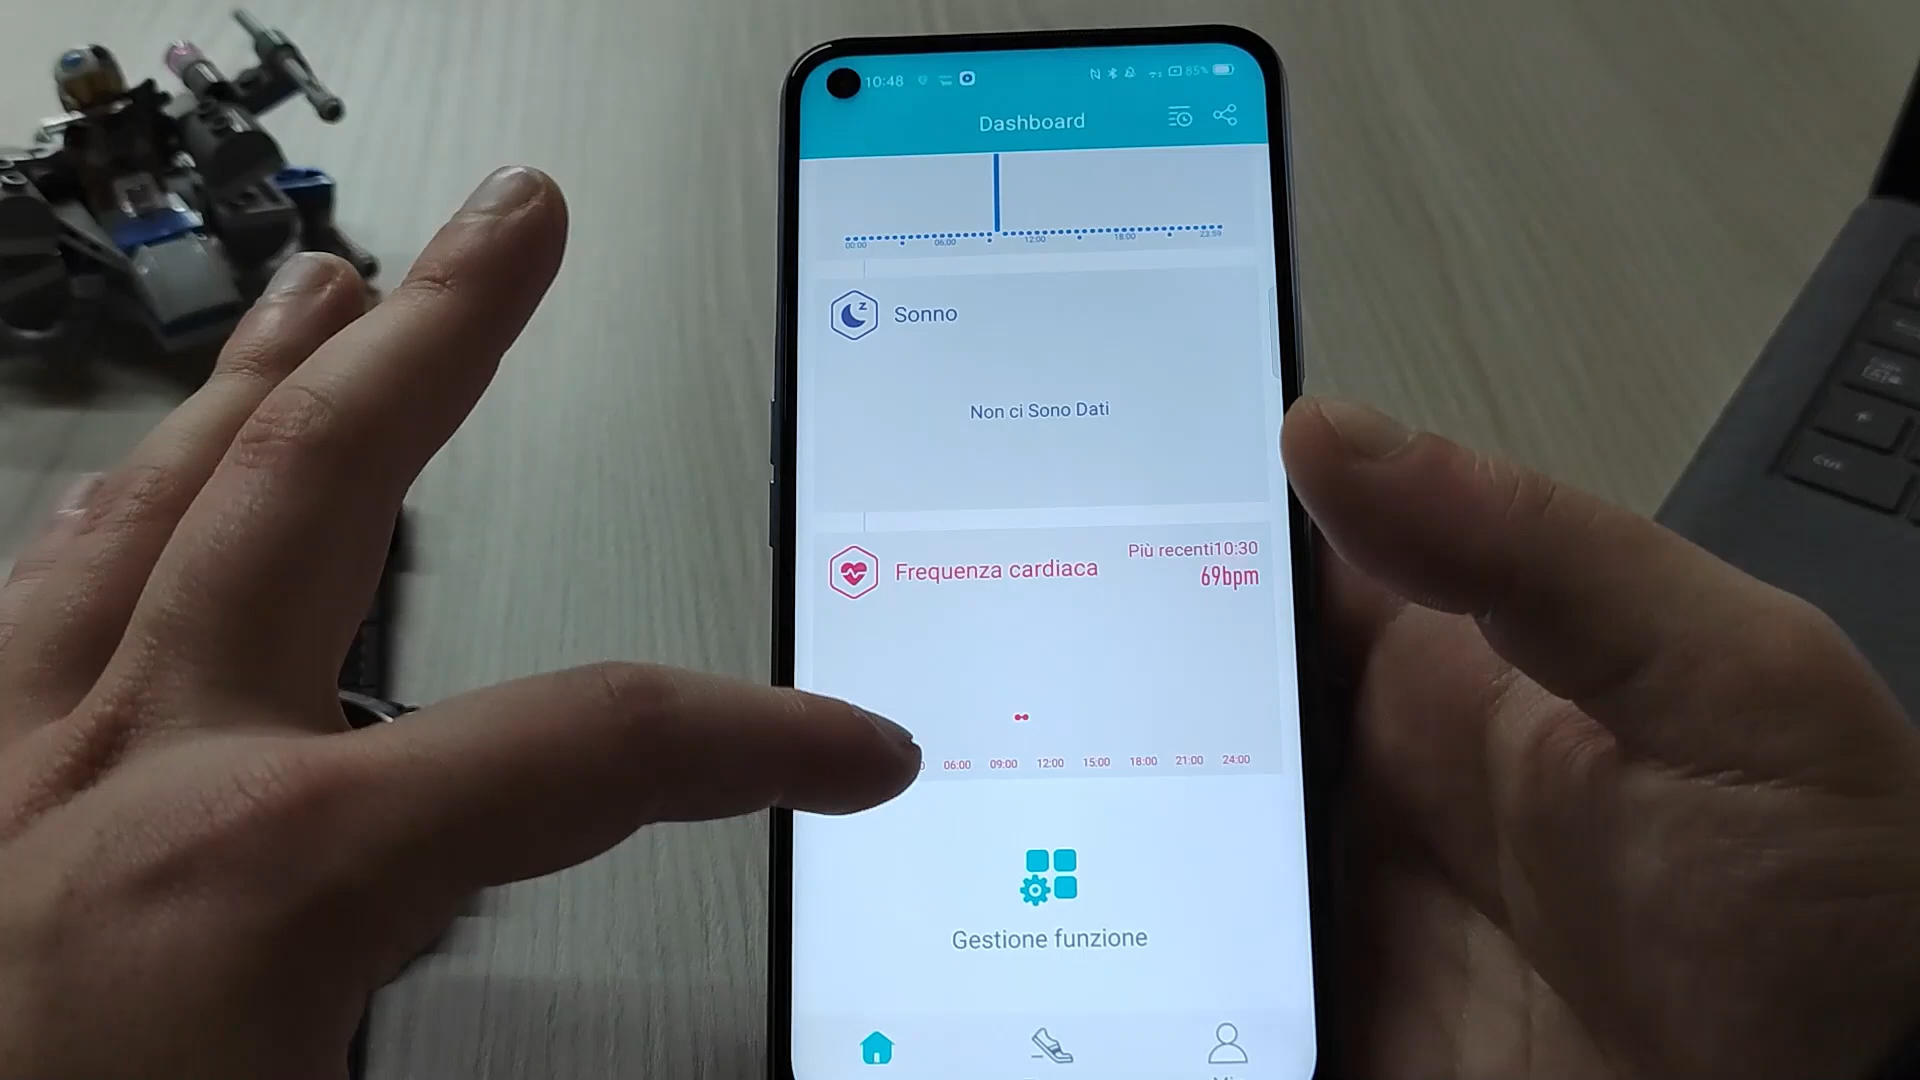 10:48
85%
Dashboard
00:00 06:00 12:00 18:00 23:59
Sonno
Non ci Sono Dati
Frequenza cardiaca
Più recenti10:30
69bpm
06:00 09:00 12:00 15:00 18:00 21:00 24:00
Gestione funzione
Ctrl